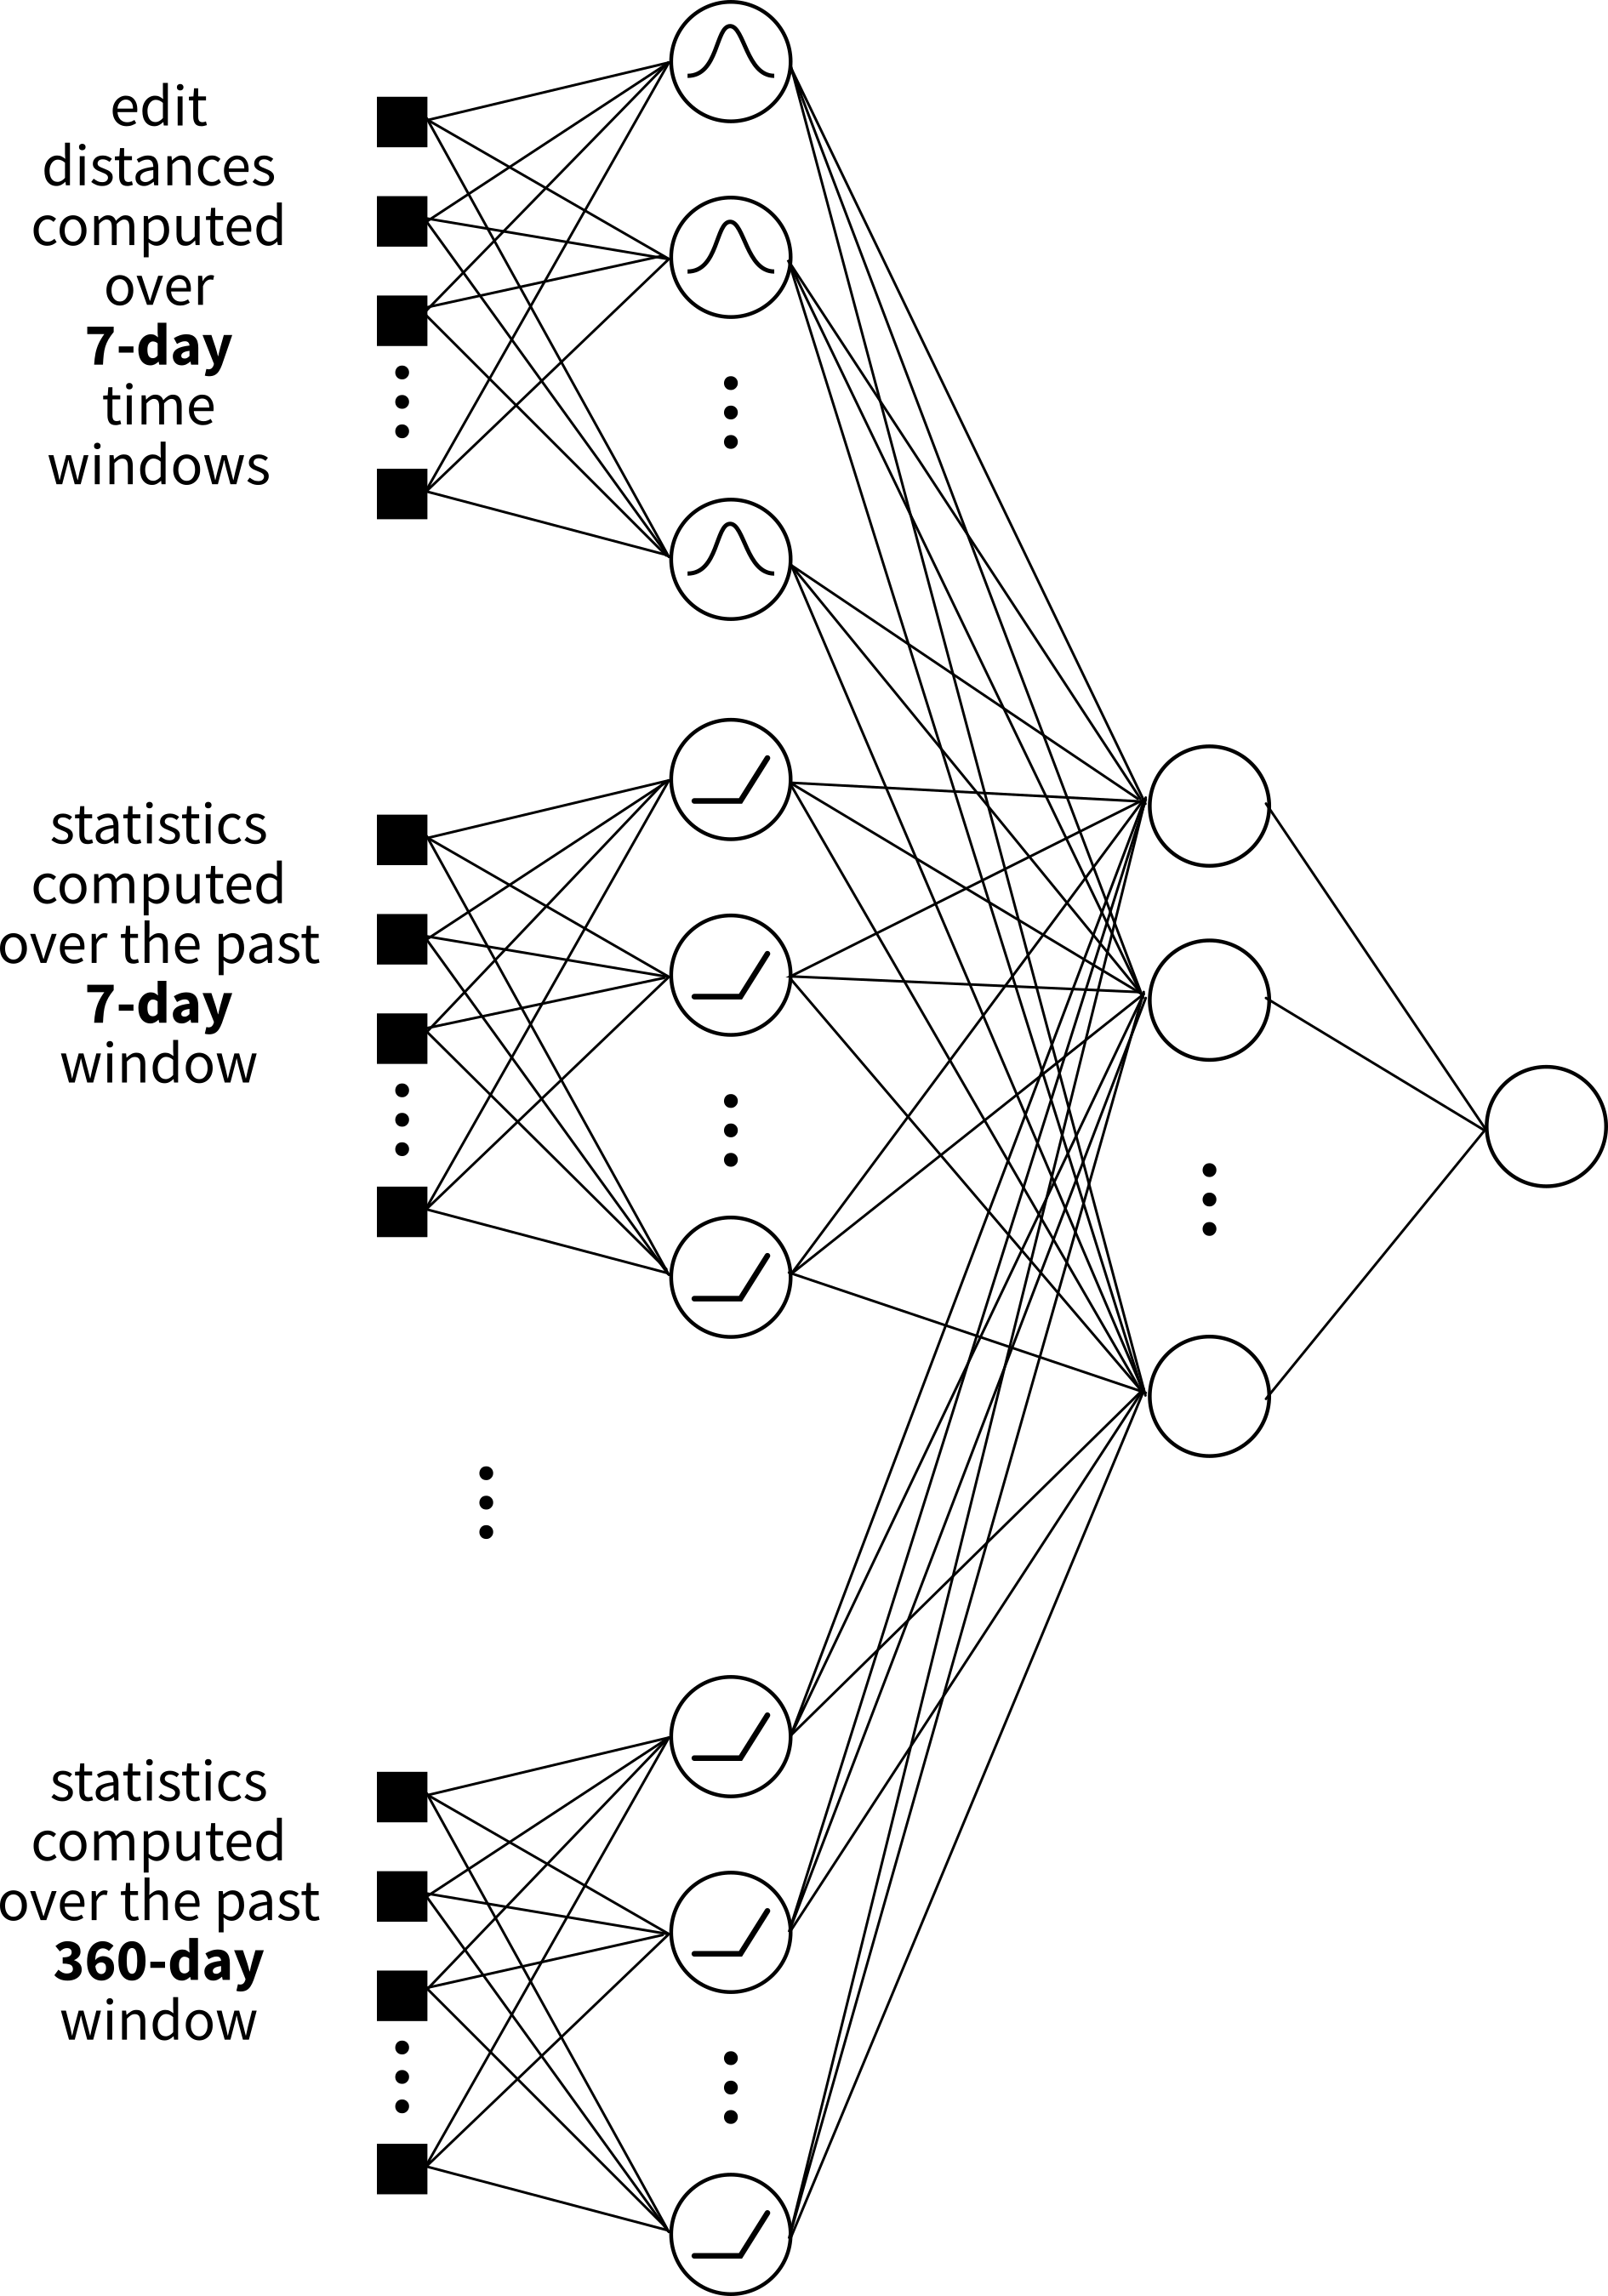 edit
distances
computed
over
7-day
time
windows
statistics
computed
over the past
7-day
window
statistics
computed
over the past
360-day
window